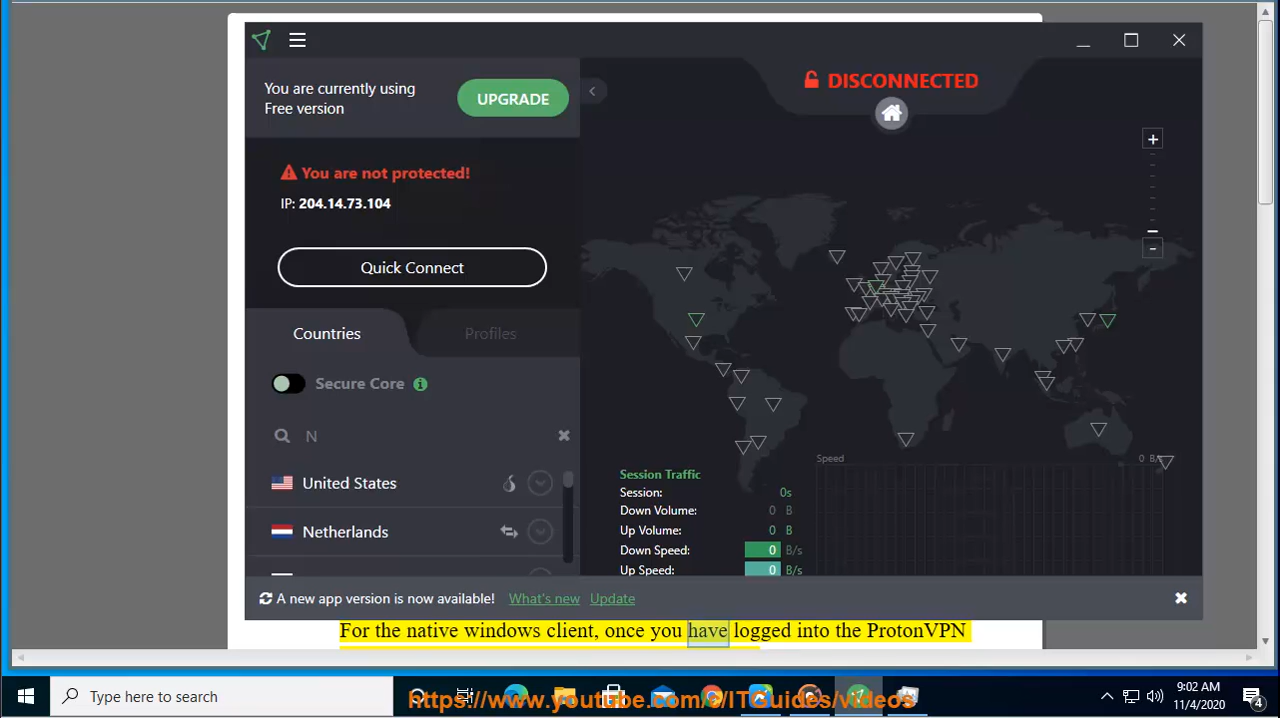 You are currently using
Free version
UPGRADE
DISCONNECTED
You are not protected!
IP: 204.14.73.104
Quick Connect
Countries
Profiles
Secure Core
N
United States
Netherlands
+
-
Session Traffic
Session: 0s
Down Volume: 0 B
Up Volume: 0 B
Down Speed: 0 B/s
Up Speed: 0 B/s
Speed
0 B/s
A new app version is now available! What's new Update
For the native windows client, once you have logged into the ProtonVPN
Type here to search
https://www.youtube.com/c/ITGuides/videos
9:02 AM
11/4/2020
4